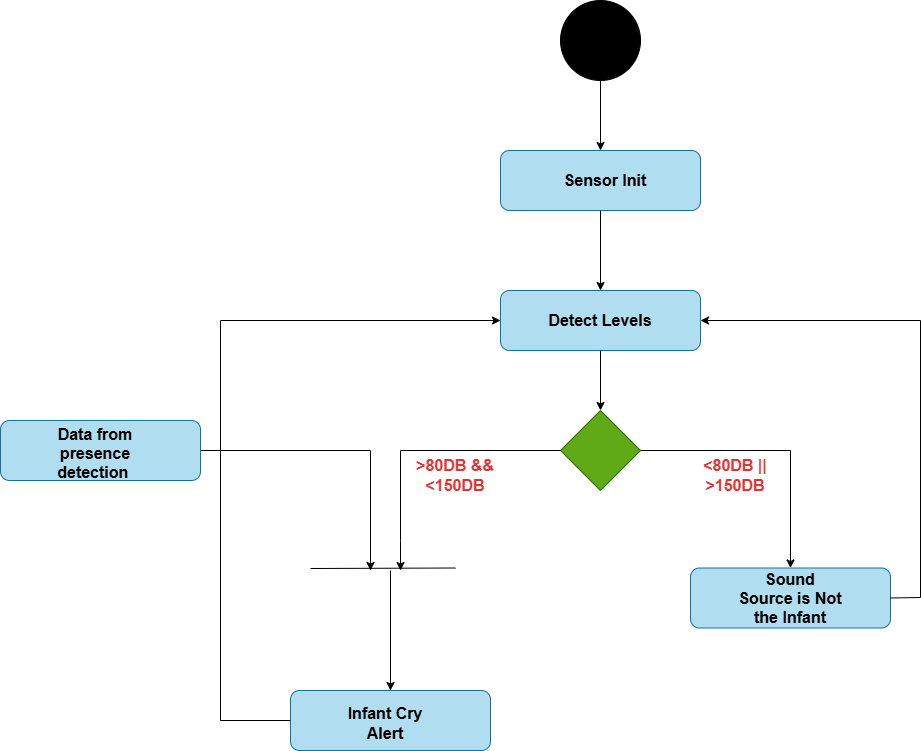 Sensor Init
Detect Levels
Data from
presence
detection
>80DB &&
<150DB
<80DB ||
>150DB
Sound
Source is Not
the Infant
Infant Cry
Alert